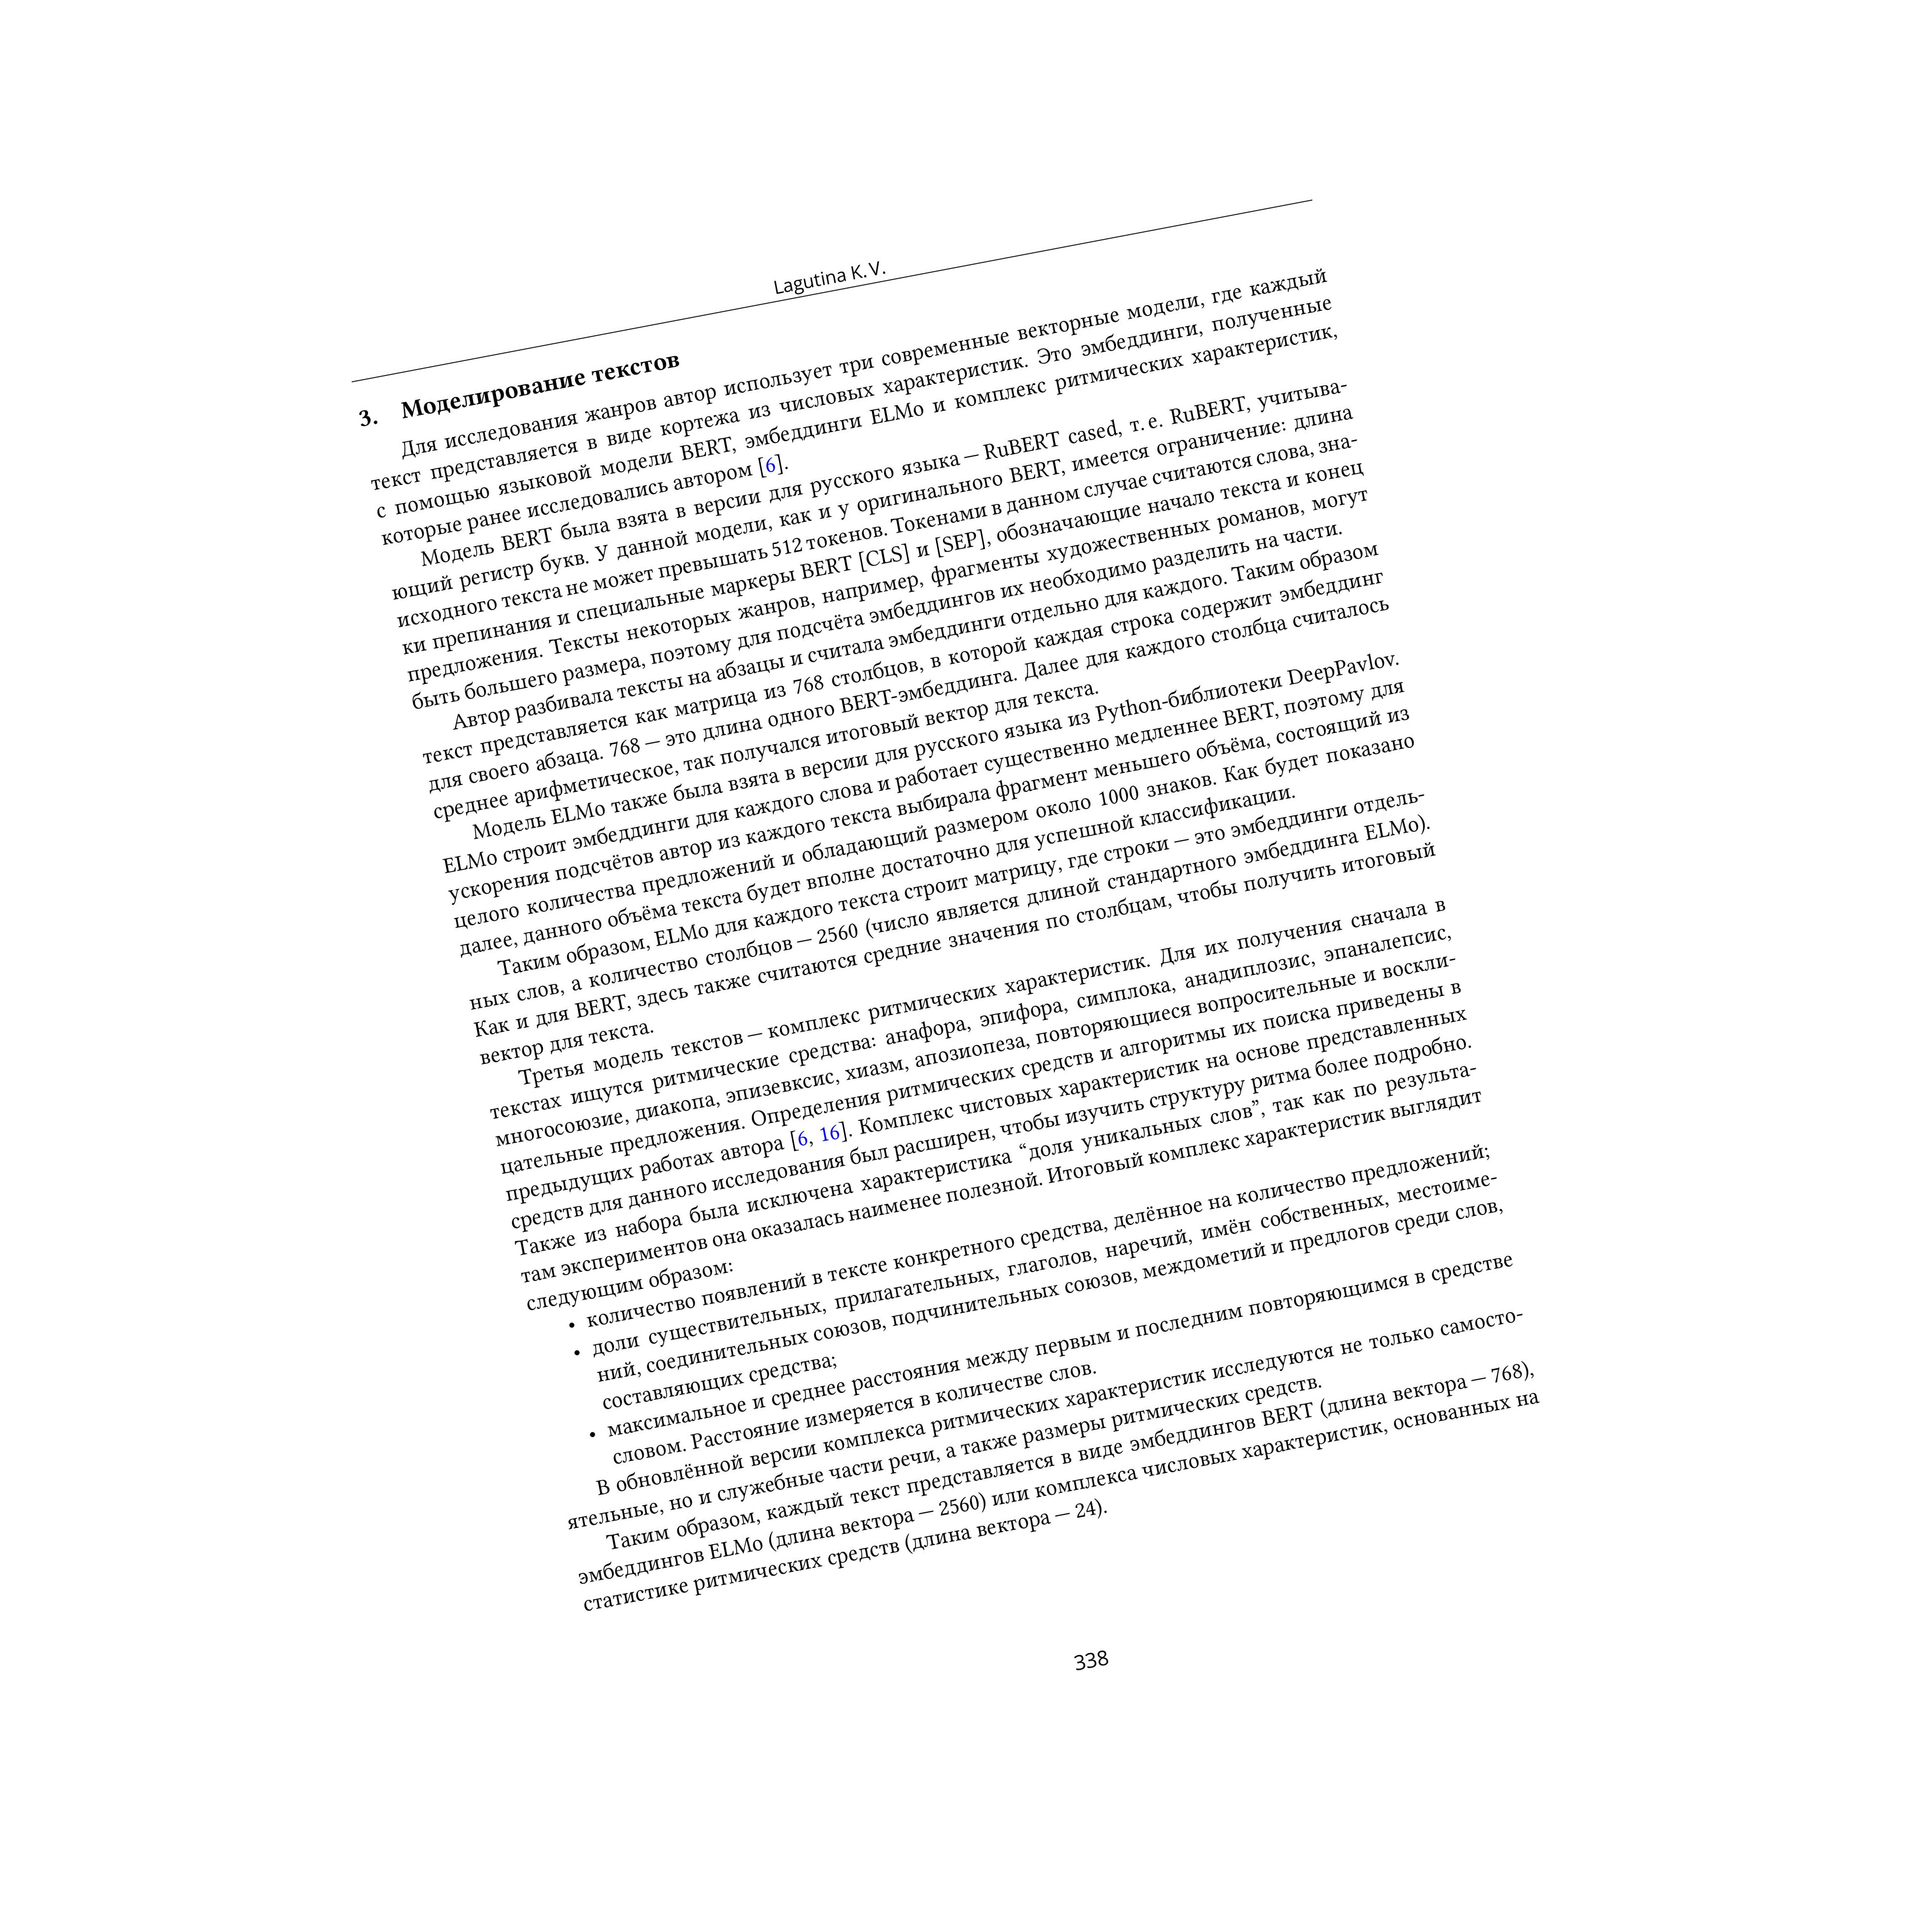 Lagutina K. V.
3. Моделирование текстов
Для исследования жанров автор использует три современные векторные модели, где каждый
текст представляется в виде кортежа из числовых характеристик. Это эмбеддинги, полученные
с помощью языковой модели BERT, эмбеддинги ELMo и комплекс ритмических характеристик,
которые ранее исследовались автором [6].
Модель BERT была взята в версии для русского языка — RuBERT cased, т. е. RuBERT, учитыва-
ющий регистр букв. У данной модели, как и у оригинального BERT, имеется ограничение: длина
исходного текста не может превышать 512 токенов. Токенами в данном случае считаются слова, зна-
ки препинания и специальные маркеры BERT [CLS] и [SEP], обозначающие начало текста и конец
предложения. Тексты некоторых жанров, например, фрагменты художественных романов, могут
быть большего размера, поэтому для подсчёта эмбеддингов их необходимо разделить на части.
Автор разбивала тексты на абзацы и считала эмбеддинги отдельно для каждого. Таким образом
текст представляется как матрица из 768 столбцов, в которой каждая строка содержит эмбеддинг
для своего абзаца. 768 — это длина одного BERT-эмбеддинга. Далее для каждого столбца считалось
среднее арифметическое, так получался итоговый вектор для текста.
Модель ELMo также была взята в версии для русского языка из Python-библиотеки DeepPavlov.
ELMo строит эмбеддинги для каждого слова и работает существенно медленнее BERT, поэтому для
ускорения подсчётов автор из каждого текста выбирала фрагмент меньшего объёма, состоящий из
целого количества предложений и обладающий размером около 1000 знаков. Как будет показано
далее, данного объёма текста будет вполне достаточно для успешной классификации.
Таким образом, ELMo для каждого текста строит матрицу, где строки — это эмбеддинги отдель-
ных слов, а количество столбцов — 2560 (число является длиной стандартного эмбеддинга ELMo).
Как и для BERT, здесь также считаются средние значения по столбцам, чтобы получить итоговый
вектор для текста.
Третья модель текстов — комплекс ритмических характеристик. Для их получения сначала в
текстах ищутся ритмические средства: анафора, эпифора, симплока, анадиплозис, эпаналепсис,
многосоюзие, диакопа, эпизевксис, хиазм, апозиопеза, повторяющиеся вопросительные и воскли-
цательные предложения. Определения ритмических средств и алгоритмы их поиска приведены в
предыдущих работах автора [6, 16]. Комплекс чистовых характеристик на основе представленных
средств для данного исследования был расширен, чтобы изучить структуру ритма более подробно.
Также из набора была исключена характеристика “доля уникальных слов”, так как по результа-
там экспериментов она оказалась наименее полезной. Итоговый комплекс характеристик выглядит
следующим образом:
• количество появлений в тексте конкретного средства, делённое на количество предложений;
• доли существительных, прилагательных, глаголов, наречий, имён собственных, местоиме-
ний, соединительных союзов, подчинительных союзов, междометий и предлогов среди слов,
составляющих средства;
• максимальное и среднее расстояния между первым и последним повторяющимся в средстве
словом. Расстояние измеряется в количестве слов.
В обновлённой версии комплекса ритмических характеристик исследуются не только самосто-
ятельные, но и служебные части речи, а также размеры ритмических средств.
Таким образом, каждый текст представляется в виде эмбеддингов BERT (длина вектора — 768),
эмбеддингов ELMo (длина вектора — 2560) или комплекса числовых характеристик, основанных на
статистике ритмических средств (длина вектора — 24).
338